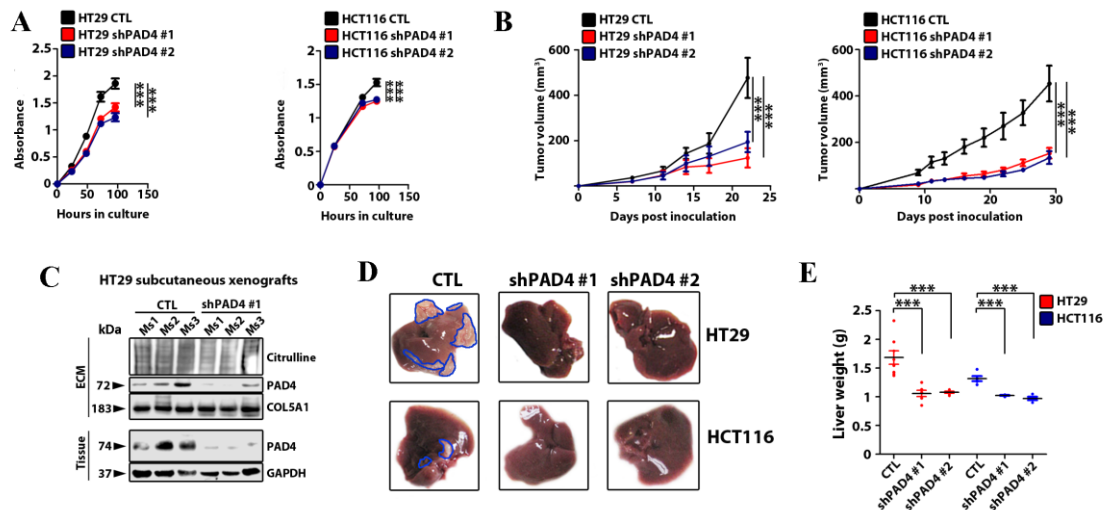 A
HT29 CTL
HT29 shPAD4 #1
HT29 shPAD4 #2
Absorbance
2.5
2
1.5
1
0.5
0
0 50 100 150
Hours in culture
***
***
HCT116 CTL
HCT116 shPAD4 #1
HCT116 shPAD4 #2
Absorbance
2.5
2
1.5
1
0.5
0
0 50 100 150
Hours in culture
***
***
B
HT29 CTL
HT29 shPAD4 #1
HT29 shPAD4 #2
Tumor volume (mm³)
600
400
200
0
0 5 10 15 20 25
Days post inoculation
***
***
HCT116 CTL
HCT116 shPAD4 #1
HCT116 shPAD4 #2
Tumor volume (mm³)
600
400
200
0
0 10 20 30
Days post inoculation
***
***
C
HT29 subcutaneous xenografts
CTL shPAD4 #1
kDa Ms1 Ms2 Ms3 Ms1 Ms2 Ms3
ECM
Citrulline
72 PAD4
183 COL5A1
Tissue
74 PAD4
37 GAPDH
D
CTL shPAD4 #1 shPAD4 #2
HT29
HCT116
E
HT29
HCT116
*** ***
*** ***
Liver weight (g)
2.5
2
1.5
1
0.5
0
CTL shPAD4 #1 shPAD4 #2 CTL shPAD4 #1 shPAD4 #2